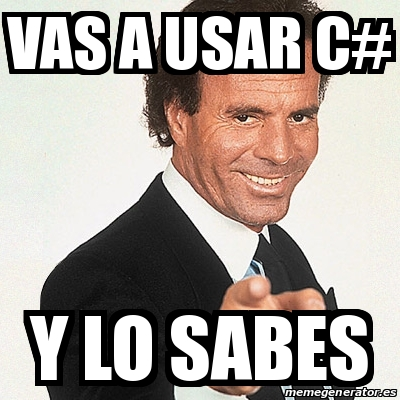 VAS A USAR C#
Y LO SABES
memegenerator.es